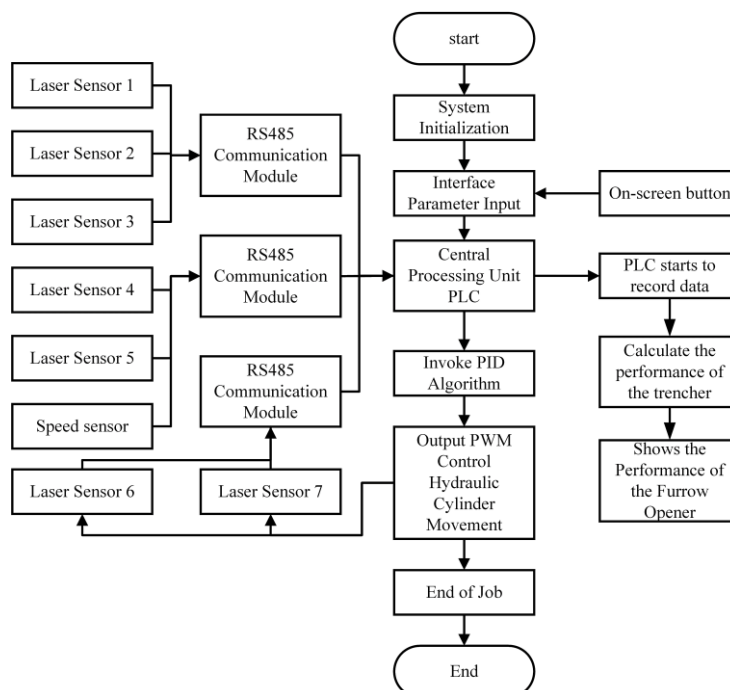 start
System
Initialization
Interface
Parameter Input
On-screen button
Laser Sensor 1
Laser Sensor 2
Laser Sensor 3
RS485
Communication
Module
Laser Sensor 4
Laser Sensor 5
Speed sensor
RS485
Communication
Module
RS485
Communication
Module
Laser Sensor 6
Laser Sensor 7
Central
Processing Unit
PLC
PLC starts to
record data
Calculate the
performance of
the trencher
Shows the
Performance of
the Furrow
Opener
Invoke PID
Algorithm
Output PWM
Control
Hydraulic
Cylinder
Movement
End of Job
End